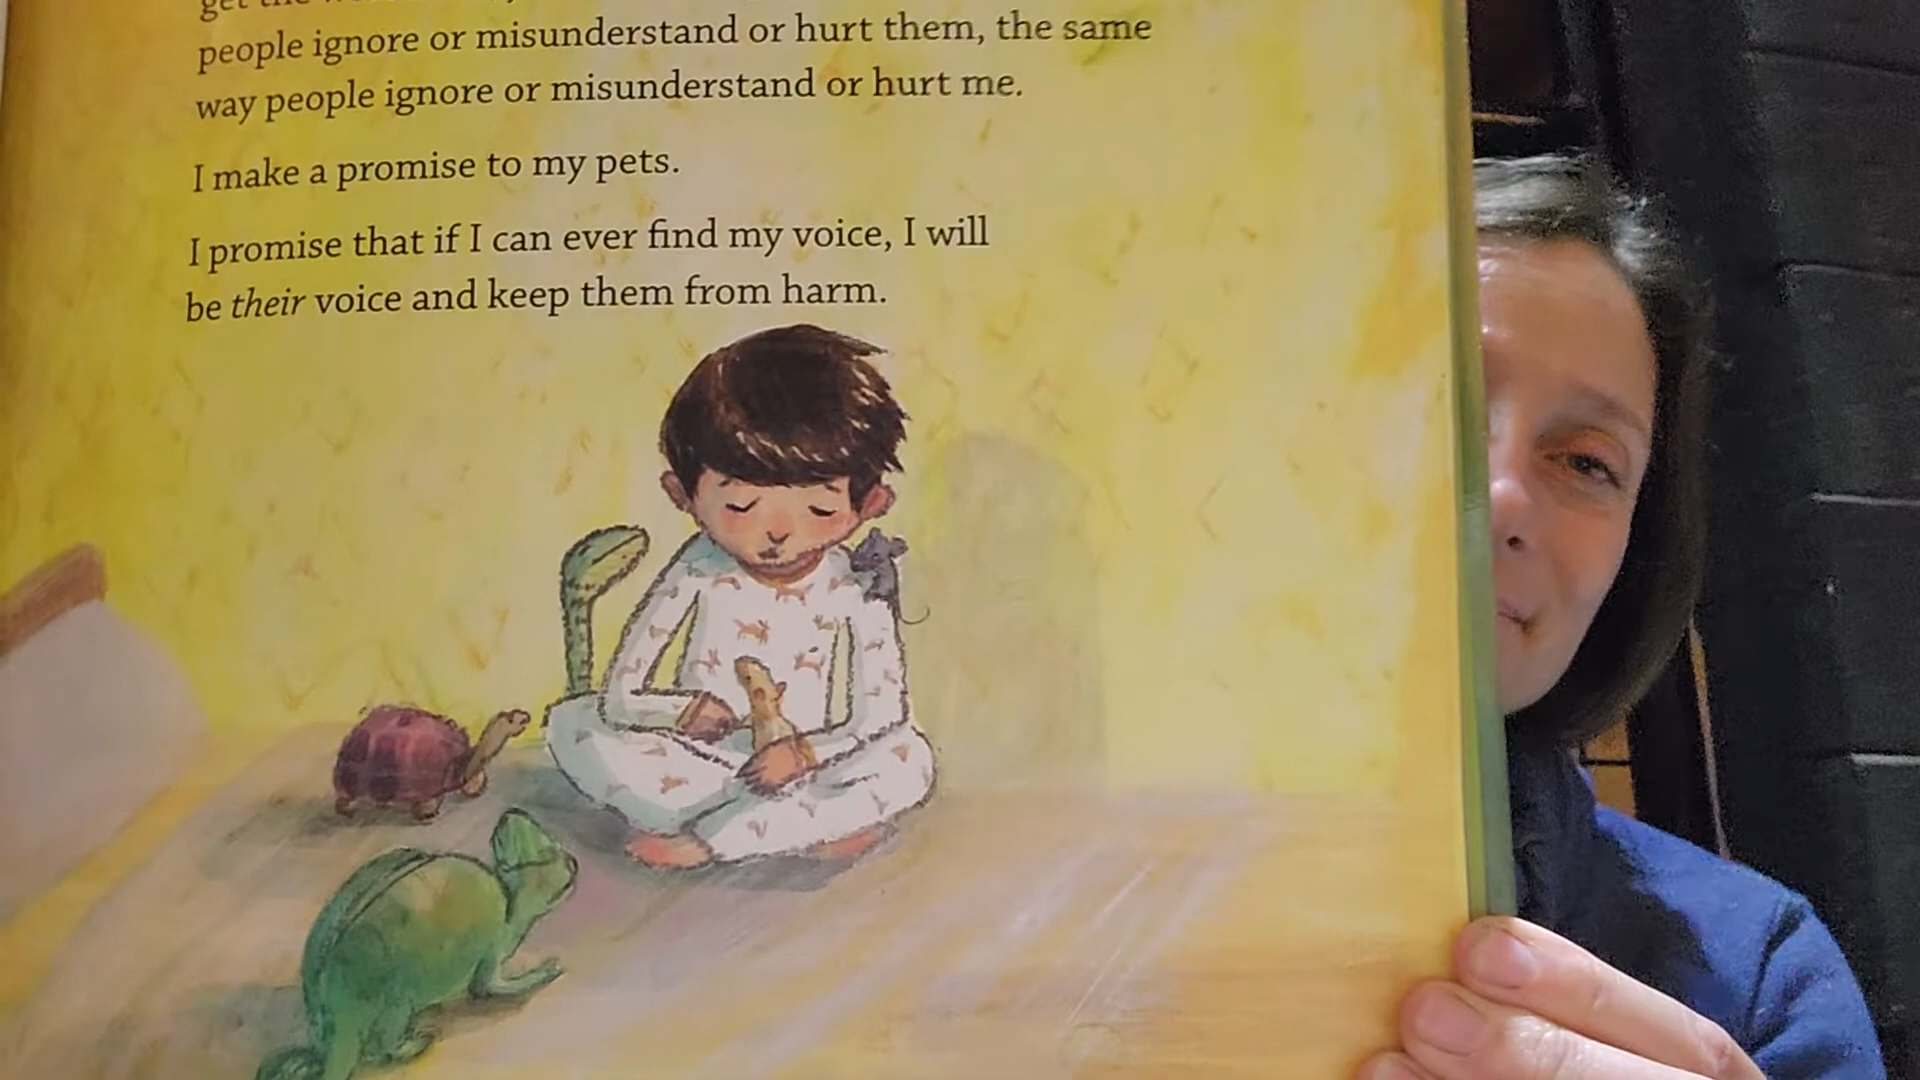 get the
people ignore or misunderstand or hurt them, the same
way people ignore or misunderstand or hurt me.
I make a promise to my pets.
I promise that if I can ever find my voice, I will
be their voice and keep them from harm.